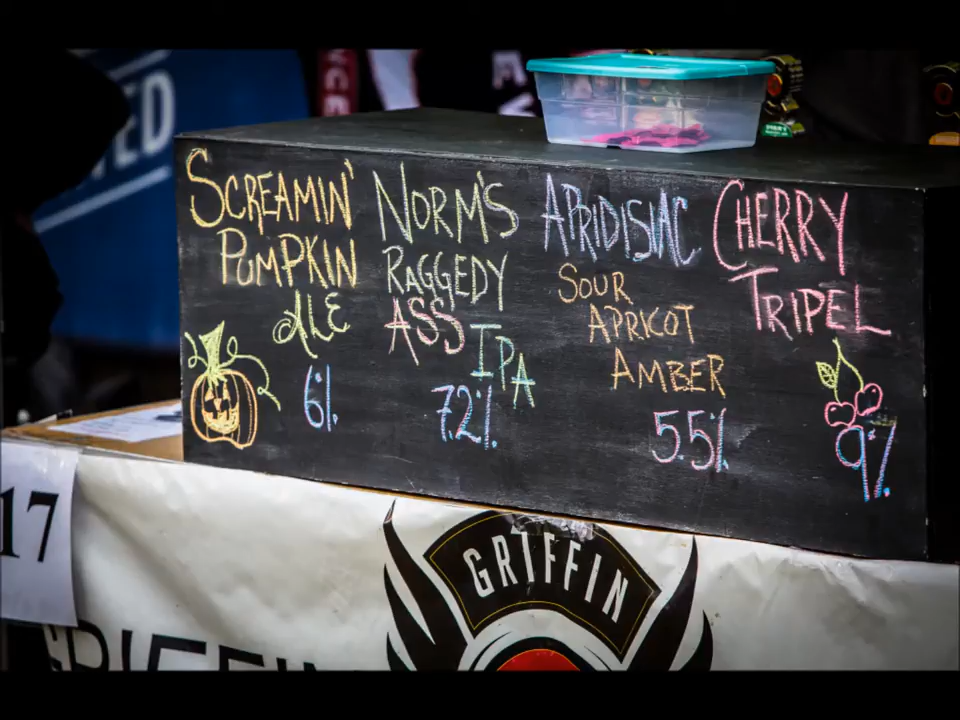 SCREAMIN'
PUMPKIN
ALE
6%
NORM'S
RAGGEDY
ASS
IPA
7.2%
APRIDISIAC
SOUR
APRICOT
AMBER
5.5%
CHERRY
TRIPEL
9%
17
GRIFFIN
GRIFFIN